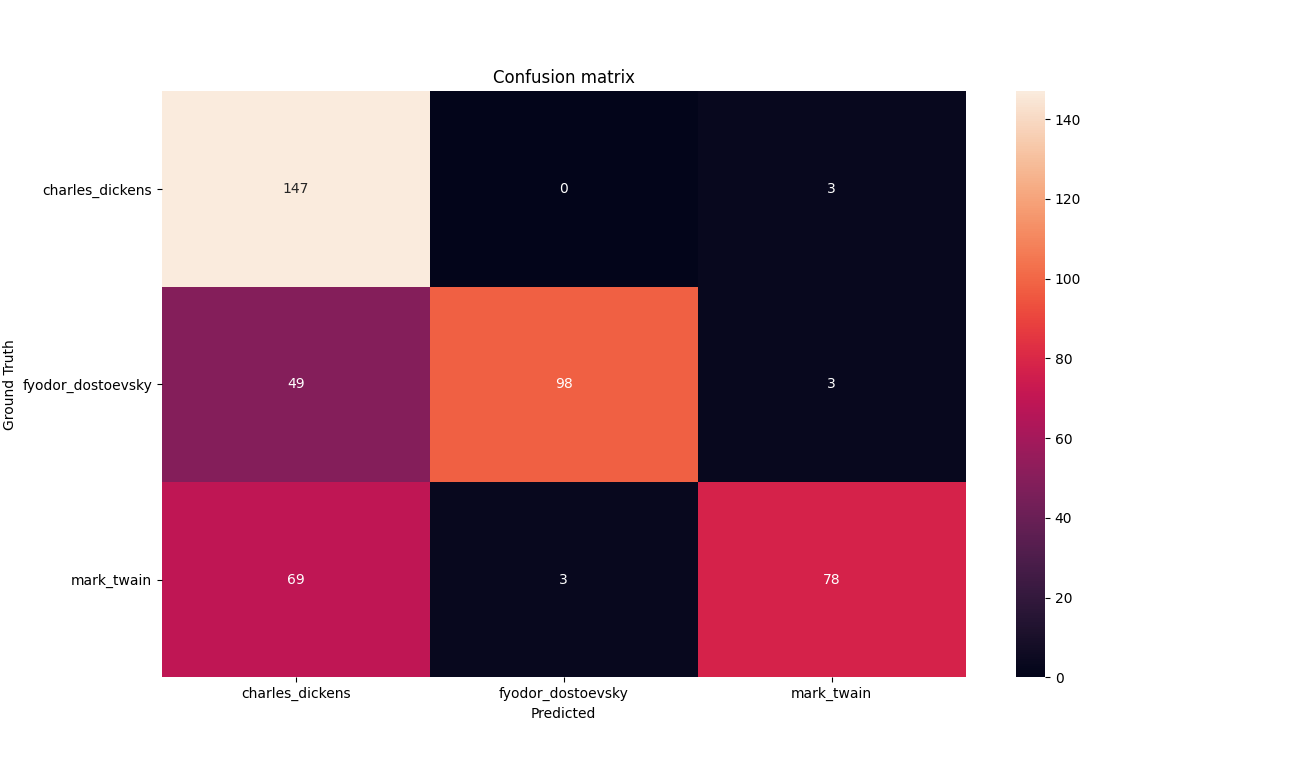 Confusion matrix
Ground Truth
charles_dickens
147
0
3
fyodor_dostoevsky
49
98
3
mark_twain
69
3
78
charles_dickens
fyodor_dostoevsky
mark_twain
Predicted
140
120
100
80
60
40
20
0